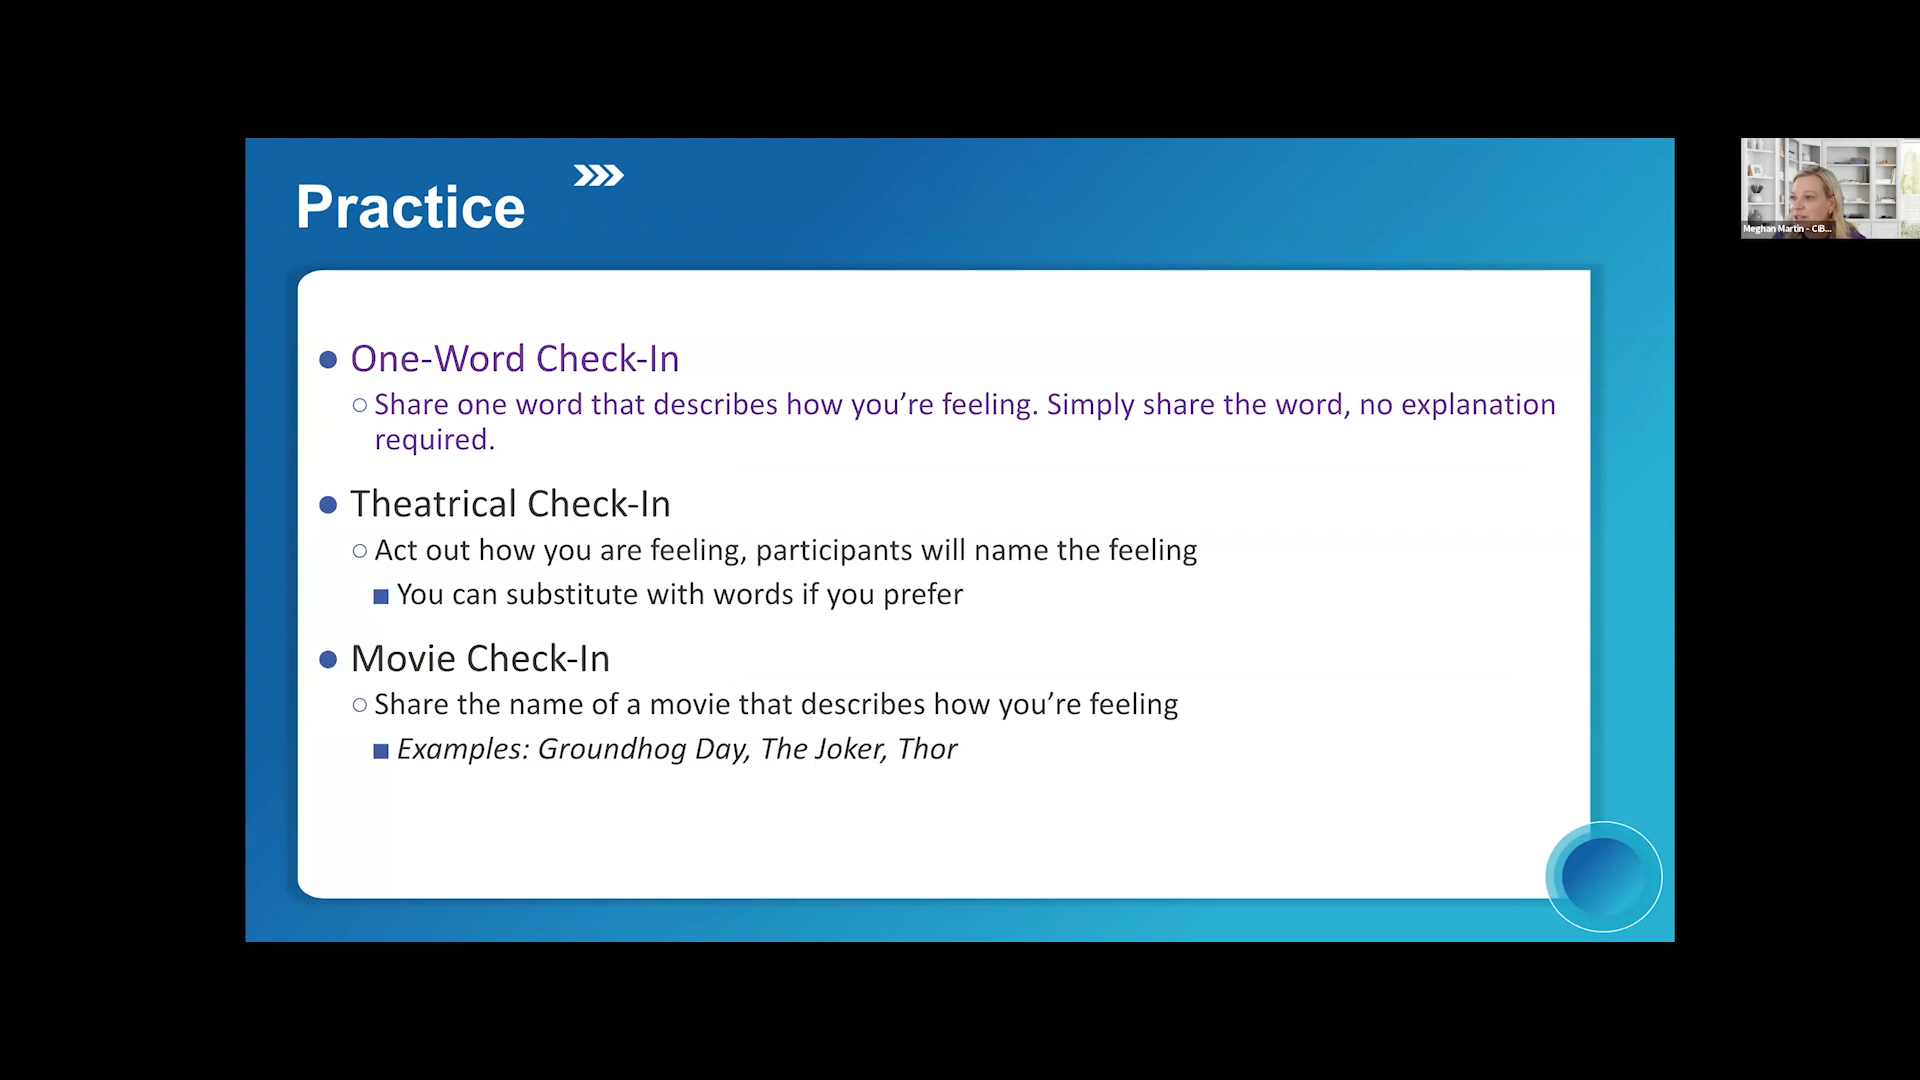 Practice
One-Word Check-In
Share one word that describes how you’re feeling. Simply share the word, no explanation
required.
Theatrical Check-In
Act out how you are feeling, participants will name the feeling
You can substitute with words if you prefer
Movie Check-In
Share the name of a movie that describes how you’re feeling
Examples: Groundhog Day, The Joker, Thor
Meghan Martin - CIB...